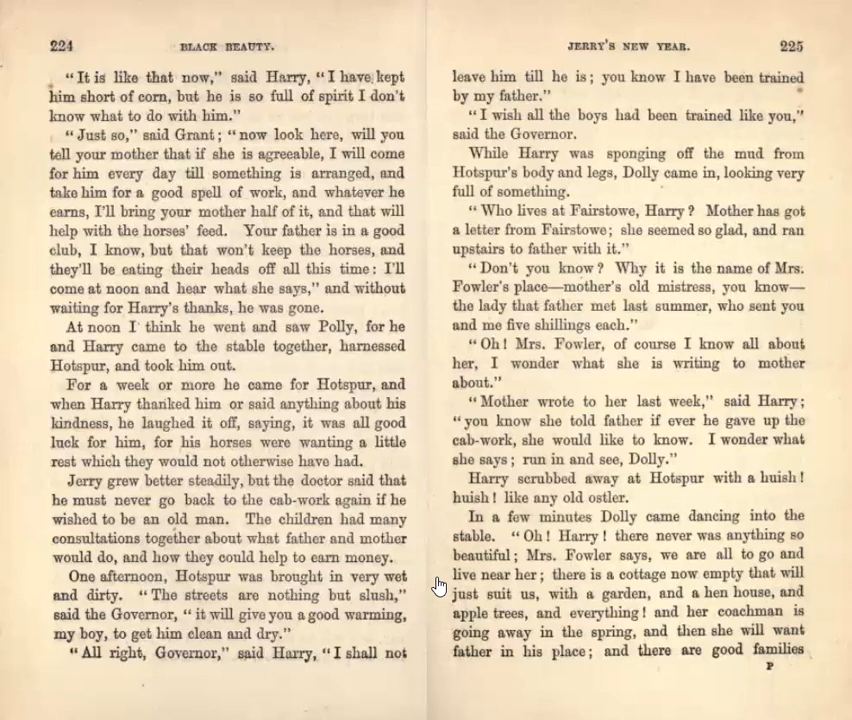 224
BLACK BEAUTY.
“It is like that now,” said Harry, “I have kept
him short of corn, but he is so full of spirit I don't
know what to do with him.”
“Just so,” said Grant; “now look here, will you
tell your mother that if she is agreeable, I will come
for him every day till something is arranged, and
take him for a good spell of work, and whatever he
earns, I'll bring your mother half of it, and that will
help with the horses' feed. Your father is in a good
club, I know, but that won't keep the horses, and
they'll be eating their heads off all this time: I'll
come at noon and hear what she says,” and without
waiting for Harry's thanks, he was gone.
At noon I think he went and saw Polly, for he
and Harry came to the stable together, harnessed
Hotspur, and took him out.
For a week or more he came for Hotspur, and
when Harry thanked him or said anything about his
kindness, he laughed it off, saying, it was all good
luck for him, for his horses were wanting a little
rest which they would not otherwise have had.
Jerry grew better steadily, but the doctor said that
he must never go back to the cab-work again if he
wished to be an old man. The children had many
consultations together about what father and mother
would do, and how they could help to earn money.
One afternoon, Hotspur was brought in very wet
and dirty. “The streets are nothing but slush,”
said the Governor, “it will give you a good warming,
my boy, to get him clean and dry.”
“All right, Governor,” said Harry, “I shall not
JERRY'S NEW YEAR.
225
leave him till he is; you know I have been trained
by my father.”
“I wish all the boys had been trained like you,”
said the Governor.
While Harry was sponging off the mud from
Hotspur's body and legs, Dolly came in, looking very
full of something.
“Who lives at Fairstowe, Harry? Mother has got
a letter from Fairstowe; she seemed so glad, and ran
upstairs to father with it.”
“Don't you know? Why it is the name of Mrs.
Fowler's place—mother's old mistress, you know—
the lady that father met last summer, who sent you
and me five shillings each.”
“Oh! Mrs. Fowler, of course I know all about
her, I wonder what she is writing to mother
about.”
“Mother wrote to her last week,” said Harry;
“you know she told father if ever he gave up the
cab-work, she would like to know. I wonder what
she says; run in and see, Dolly.”
Harry scrubbed away at Hotspur with a huish!
huish! like any old ostler.
In a few minutes Dolly came dancing into the
stable. “Oh! Harry! there never was anything so
beautiful; Mrs. Fowler says, we are all to go and
live near her; there is a cottage now empty that will
just suit us, with a garden, and a hen house, and
apple trees, and everything! and her coachman is
going away in the spring, and then she will want
father in his place; and there are good families
P